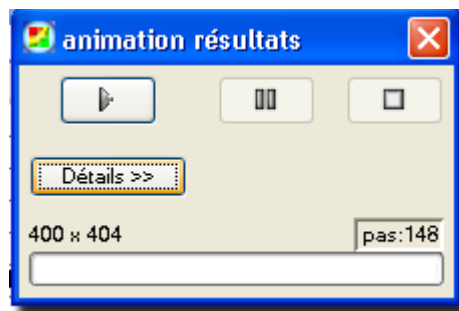 animation résultats
Détails >>
400 x 404
pas:148